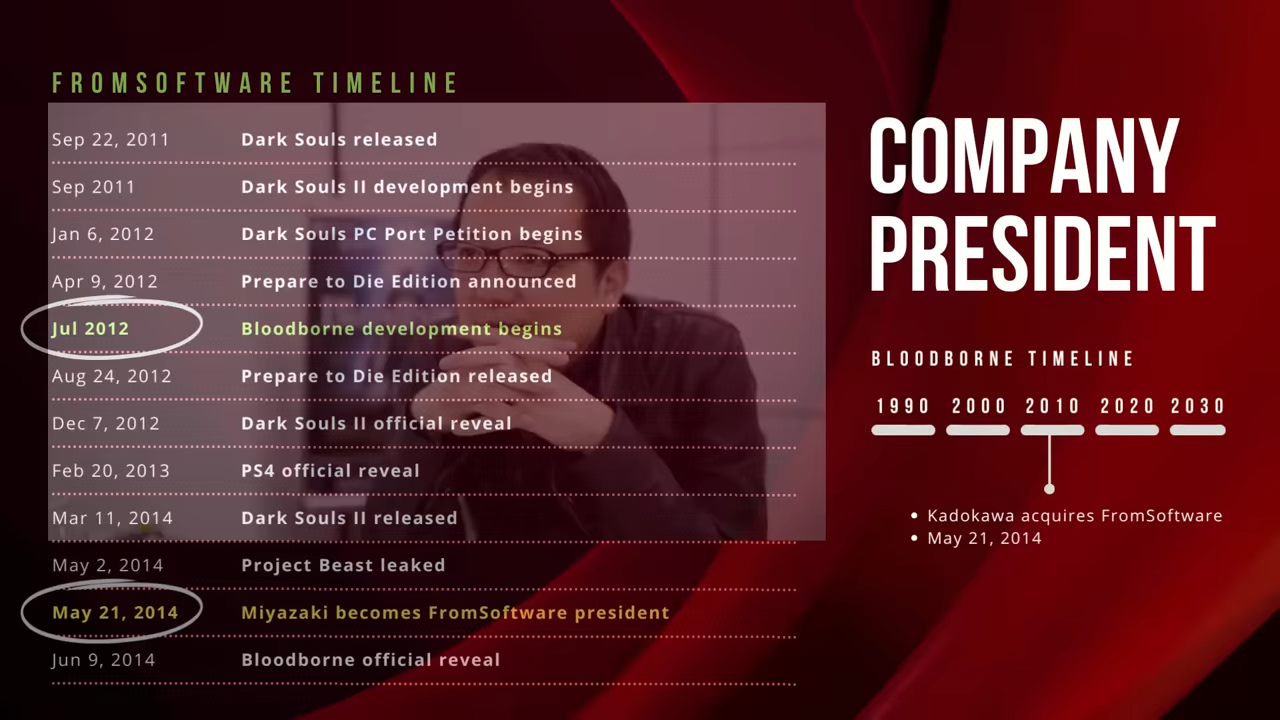 FROMSOFTWARE TIMELINE
Sep 22, 2011 Dark Souls released
Sep 2011 Dark Souls II development begins
Jan 6, 2012 Dark Souls PC Port Petition begins
Apr 9, 2012 Prepare to Die Edition announced
Jul 2012 Bloodborne development begins
Aug 24, 2012 Prepare to Die Edition released
Dec 7, 2012 Dark Souls II official reveal
Feb 20, 2013 PS4 official reveal
Mar 11, 2014 Dark Souls II released
May 2, 2014 Project Beast leaked
May 21, 2014 Miyazaki becomes FromSoftware president
Jun 9, 2014 Bloodborne official reveal
COMPANY
PRESIDENT
BLOODBORNE TIMELINE
1990 2000 2010 2020 2030
• Kadokawa acquires FromSoftware
• May 21, 2014